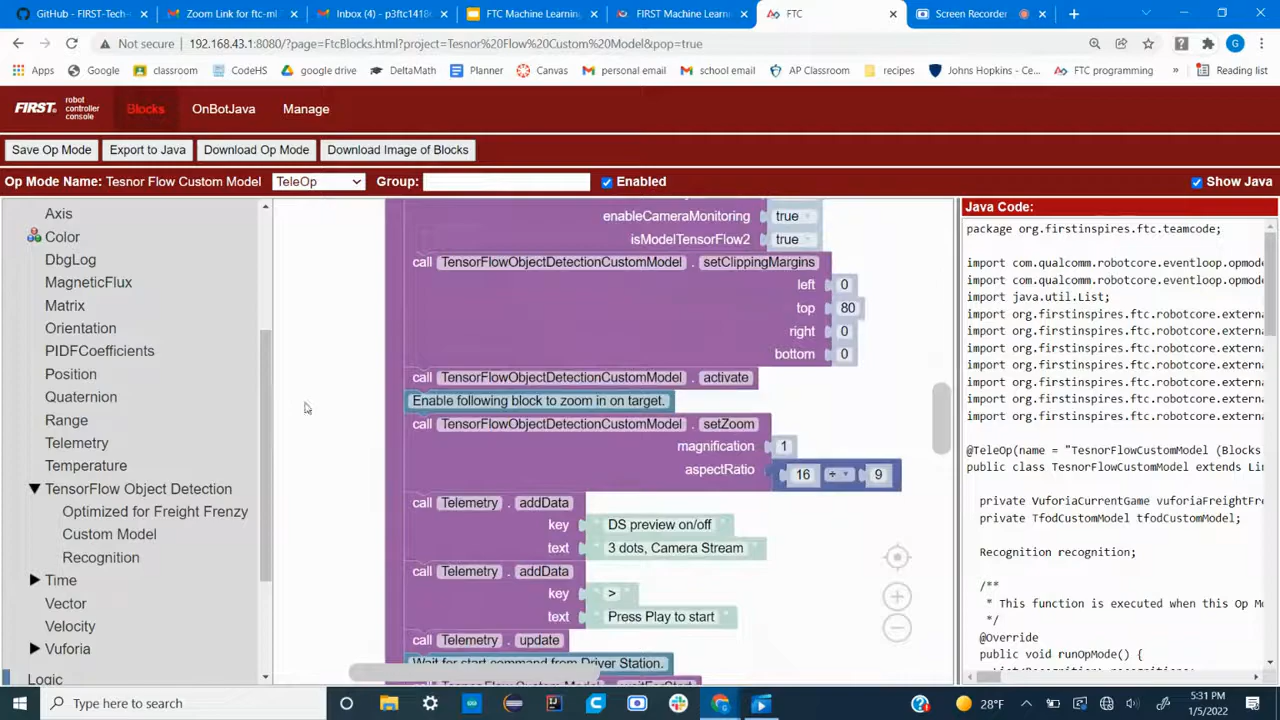 GitHub - FIRST-Tech-
Zoom Link for ftc-ml
Inbox (4) - p3ftc1418
FTC Machine Learning
FIRST Machine Learn
FTC
Screen Recorder
Not secure 192.168.43.1:8080/?page=FtcBlocks.html?project=Tesnor%20Flow%20Custom%20Model&pop=true
G
Apps Google classroom CodeHS google drive DeltaMath Planner Canvas personal email school email AP Classroom recipes Johns Hopkins - Ce... FTC programming » Reading list
FIRST robot controller console
Blocks OnBotJava Manage
Save Op Mode Export to Java Download Op Mode Download Image of Blocks
Op Mode Name: Tesnor Flow Custom Model TeleOp Group: Enabled Show Java
Axis
Color
DbgLog
MagneticFlux
Matrix
Orientation
PIDFCoefficients
Position
Quaternion
Range
Telemetry
Temperature
TensorFlow Object Detection
Optimized for Freight Frenzy
Custom Model
Recognition
Time
Vector
Velocity
Vuforia
Logic
enableCameraMonitoring true
isModelTensorFlow2 true
call TensorFlowObjectDetectionCustomModel . setClippingMargins
left 0
top 80
right 0
bottom 0
call TensorFlowObjectDetectionCustomModel . activate
Enable following block to zoom in on target.
call TensorFlowObjectDetectionCustomModel . setZoom
magnification 1
aspectRatio 16 ÷ 9
call Telemetry . addData
key DS preview on/off
text 3 dots, Camera Stream
call Telemetry . addData
key >
text Press Play to start
call Telemetry . update
Wait for start command from Driver Station.
Java Code:
package org.firstinspires.ftc.teamcode;
import com.qualcomm.robotcore.eventloop.opmod
import com.qualcomm.robotcore.eventloop.opmod
import java.util.List;
import org.firstinspires.ftc.robotcore.extern
import org.firstinspires.ftc.robotcore.extern
import org.firstinspires.ftc.robotcore.extern
import org.firstinspires.ftc.robotcore.extern
import org.firstinspires.ftc.robotcore.extern
import org.firstinspires.ftc.robotcore.extern
import org.firstinspires.ftc.robotcore.extern
@TeleOp(name = "TesnorFlowCustomModel (Blocks
public class TesnorFlowCustomModel extends Lin
private VuforiaCurrentGame vuforiaFreightFre
private TfodCustomModel tfodCustomModel;
Recognition recognition;
/**
* This function is executed when this Op Mo
*/
@Override
public void runOpMode() {
Type here to search
28°F
5:31 PM
1/5/2022